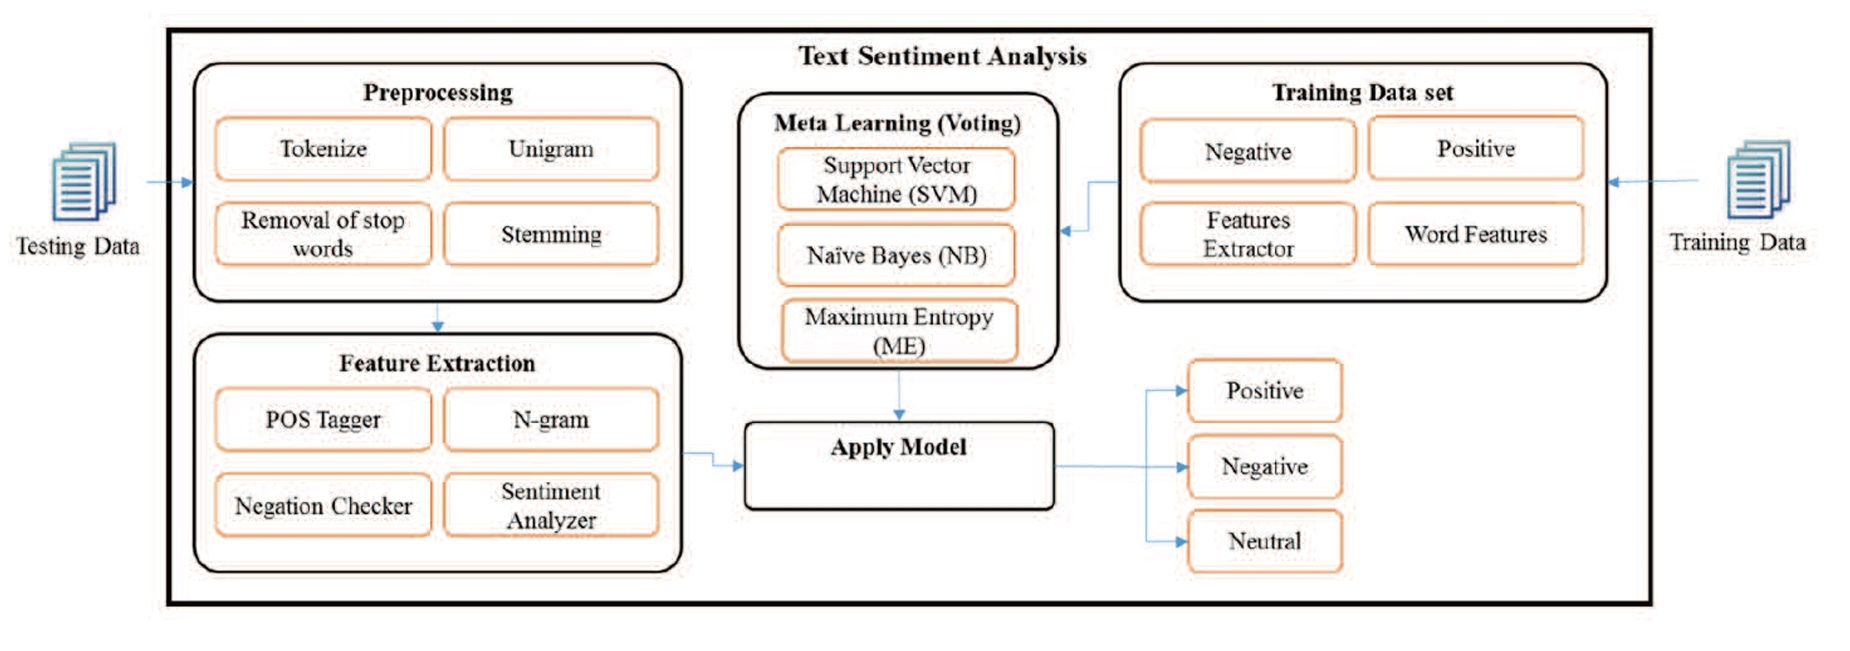 Text Sentiment Analysis
Preprocessing
Tokenize
Unigram
Removal of stop
words
Stemming
Testing Data
Feature Extraction
POS Tagger
N-gram
Negation Checker
Sentiment
Analyzer
Meta Learning (Voting)
Support Vector
Machine (SVM)
Naïve Bayes (NB)
Maximum Entropy
(ME)
Apply Model
Training Data set
Negative
Positive
Features
Extractor
Word Features
Training Data
Positive
Negative
Neutral